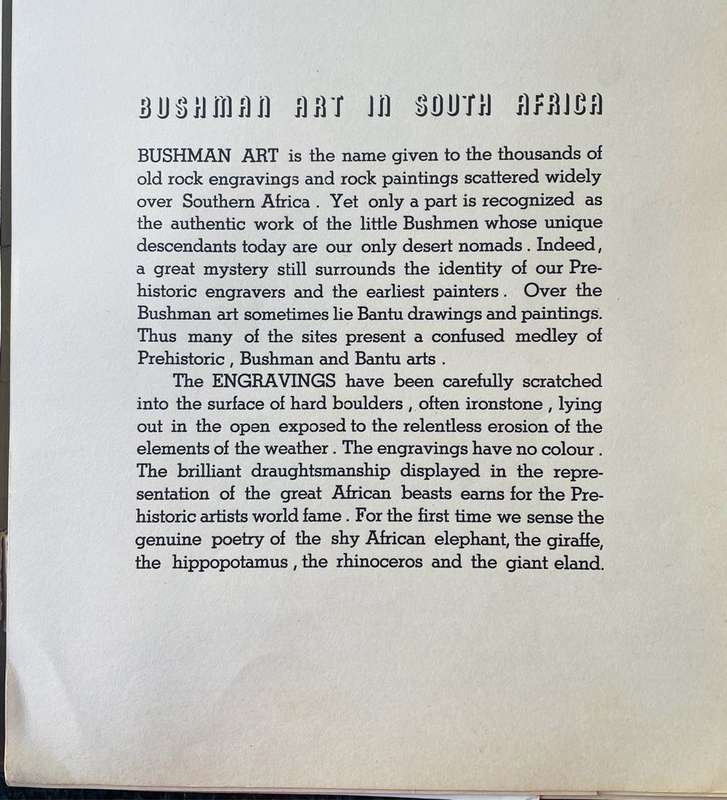 BUSHMAN ART IN SOUTH AFRICA
BUSHMAN ART is the name given to the thousands of
old rock engravings and rock paintings scattered widely
over Southern Africa . Yet only a part is recognized as
the authentic work of the little Bushmen whose unique
descendants today are our only desert nomads . Indeed,
a great mystery still surrounds the identity of our Pre-
historic engravers and the earliest painters . Over the
Bushman art sometimes lie Bantu drawings and paintings.
Thus many of the sites present a confused medley of
Prehistoric , Bushman and Bantu arts .
The ENGRAVINGS have been carefully scratched
into the surface of hard boulders , often ironstone , lying
out in the open exposed to the relentless erosion of the
elements of the weather . The engravings have no colour .
The brilliant draughtsmanship displayed in the repre-
sentation of the great African beasts earns for the Pre-
historic artists world fame . For the first time we sense the
genuine poetry of the shy African elephant, the giraffe,
the hippopotamus , the rhinoceros and the giant eland.